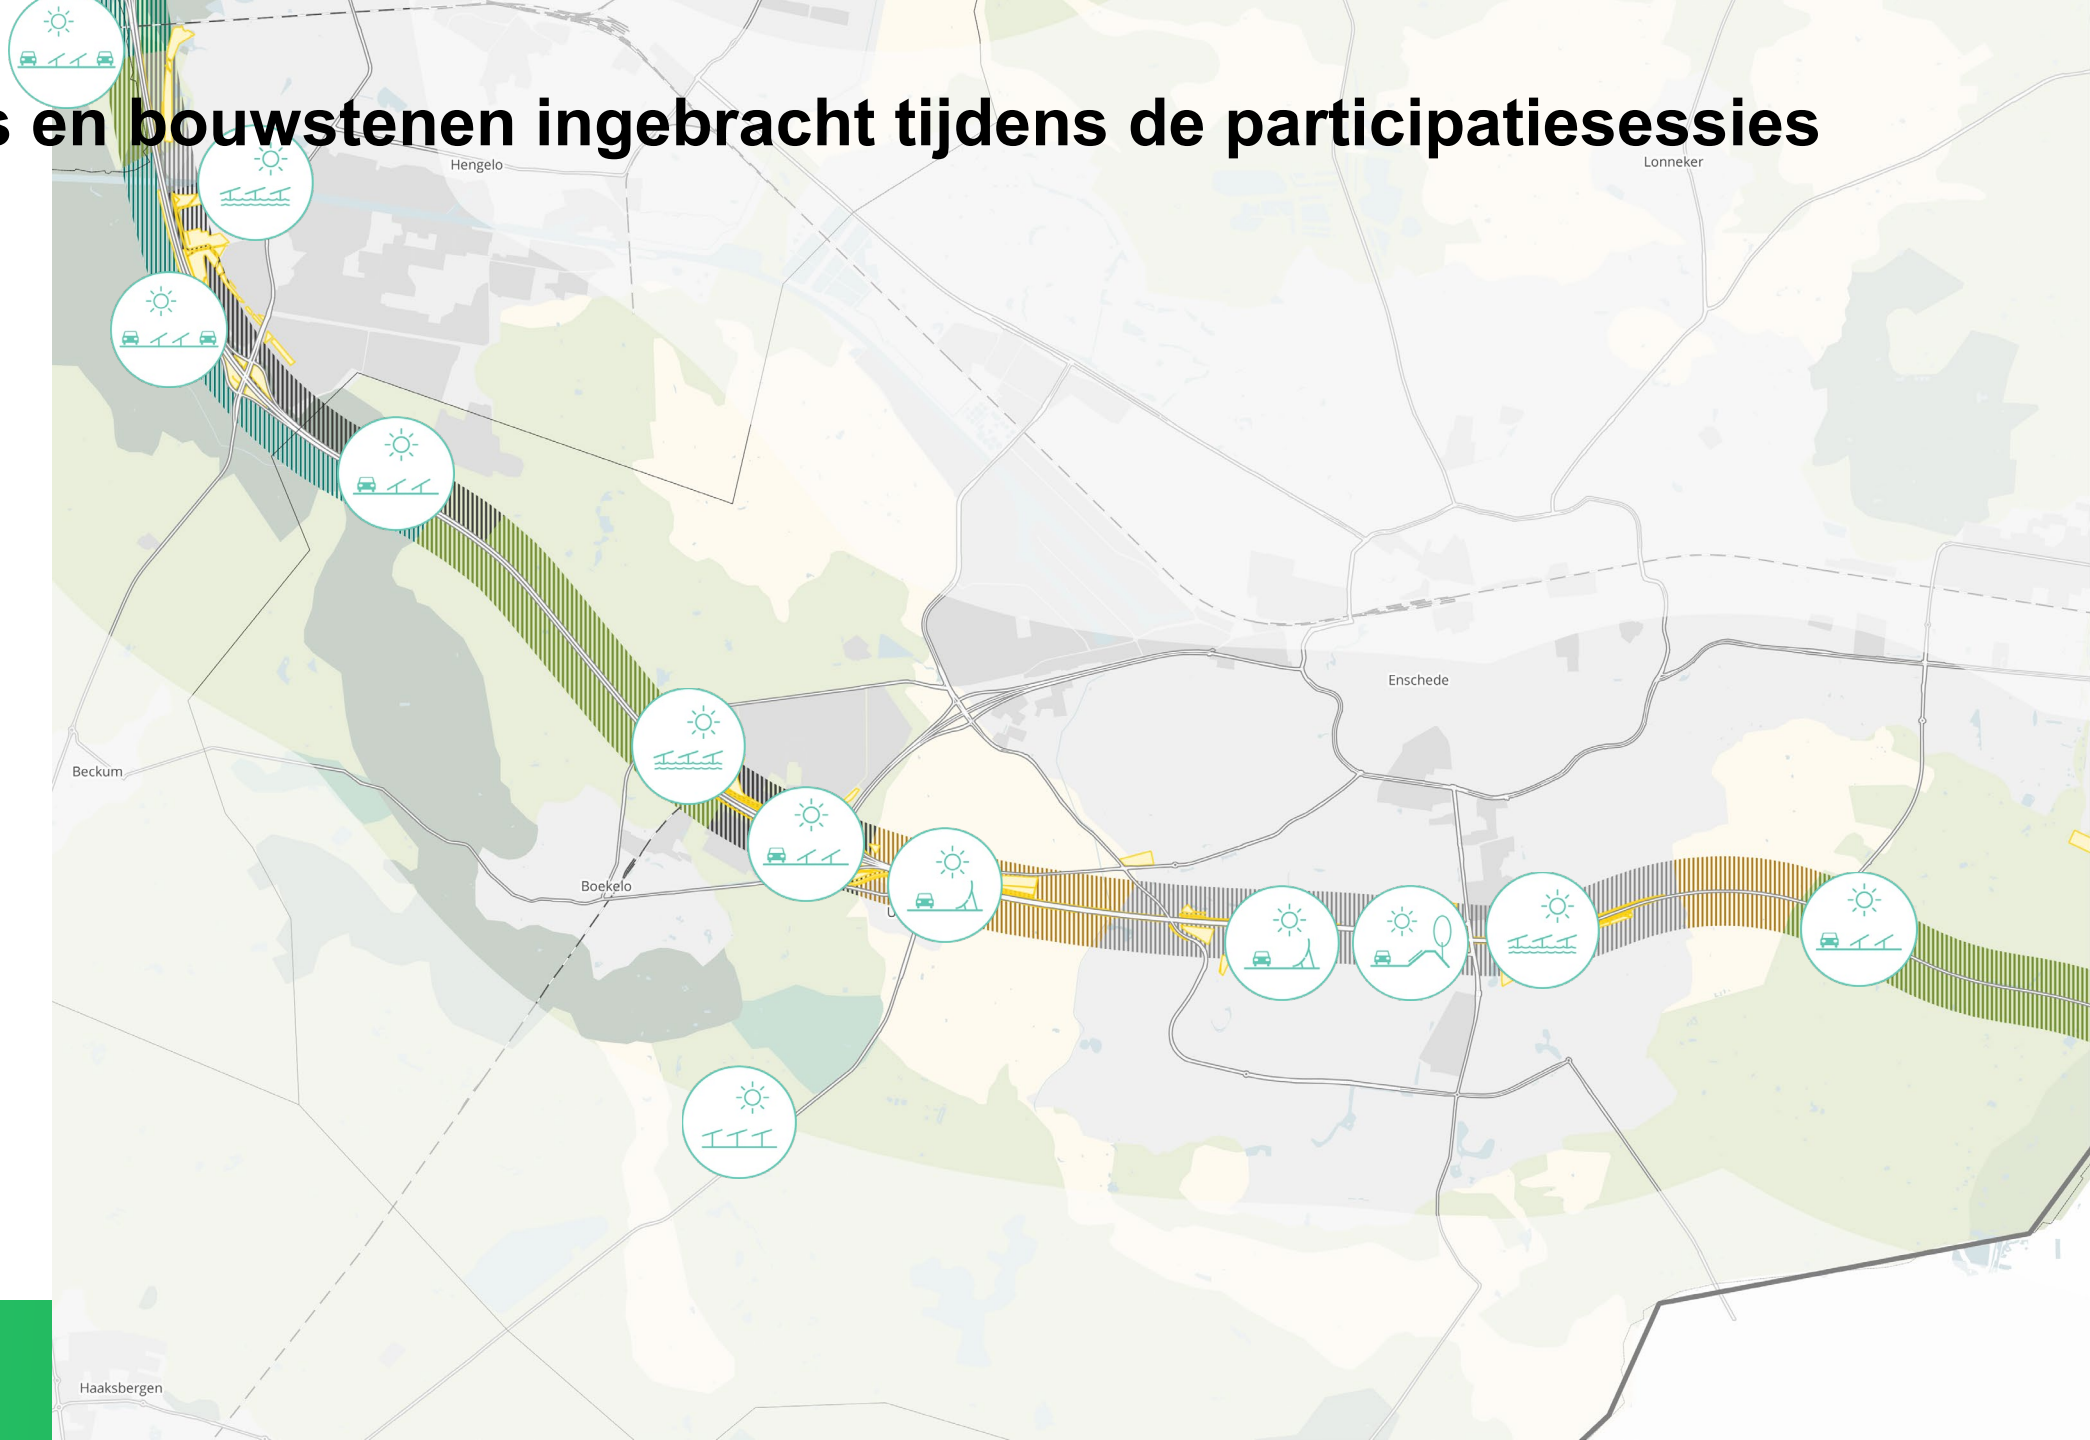 s en bouwstenen ingebracht tijdens de participatiesessies
Hengelo
Lonneker
Enschede
Beckum
Boekelo
U
Haaksbergen